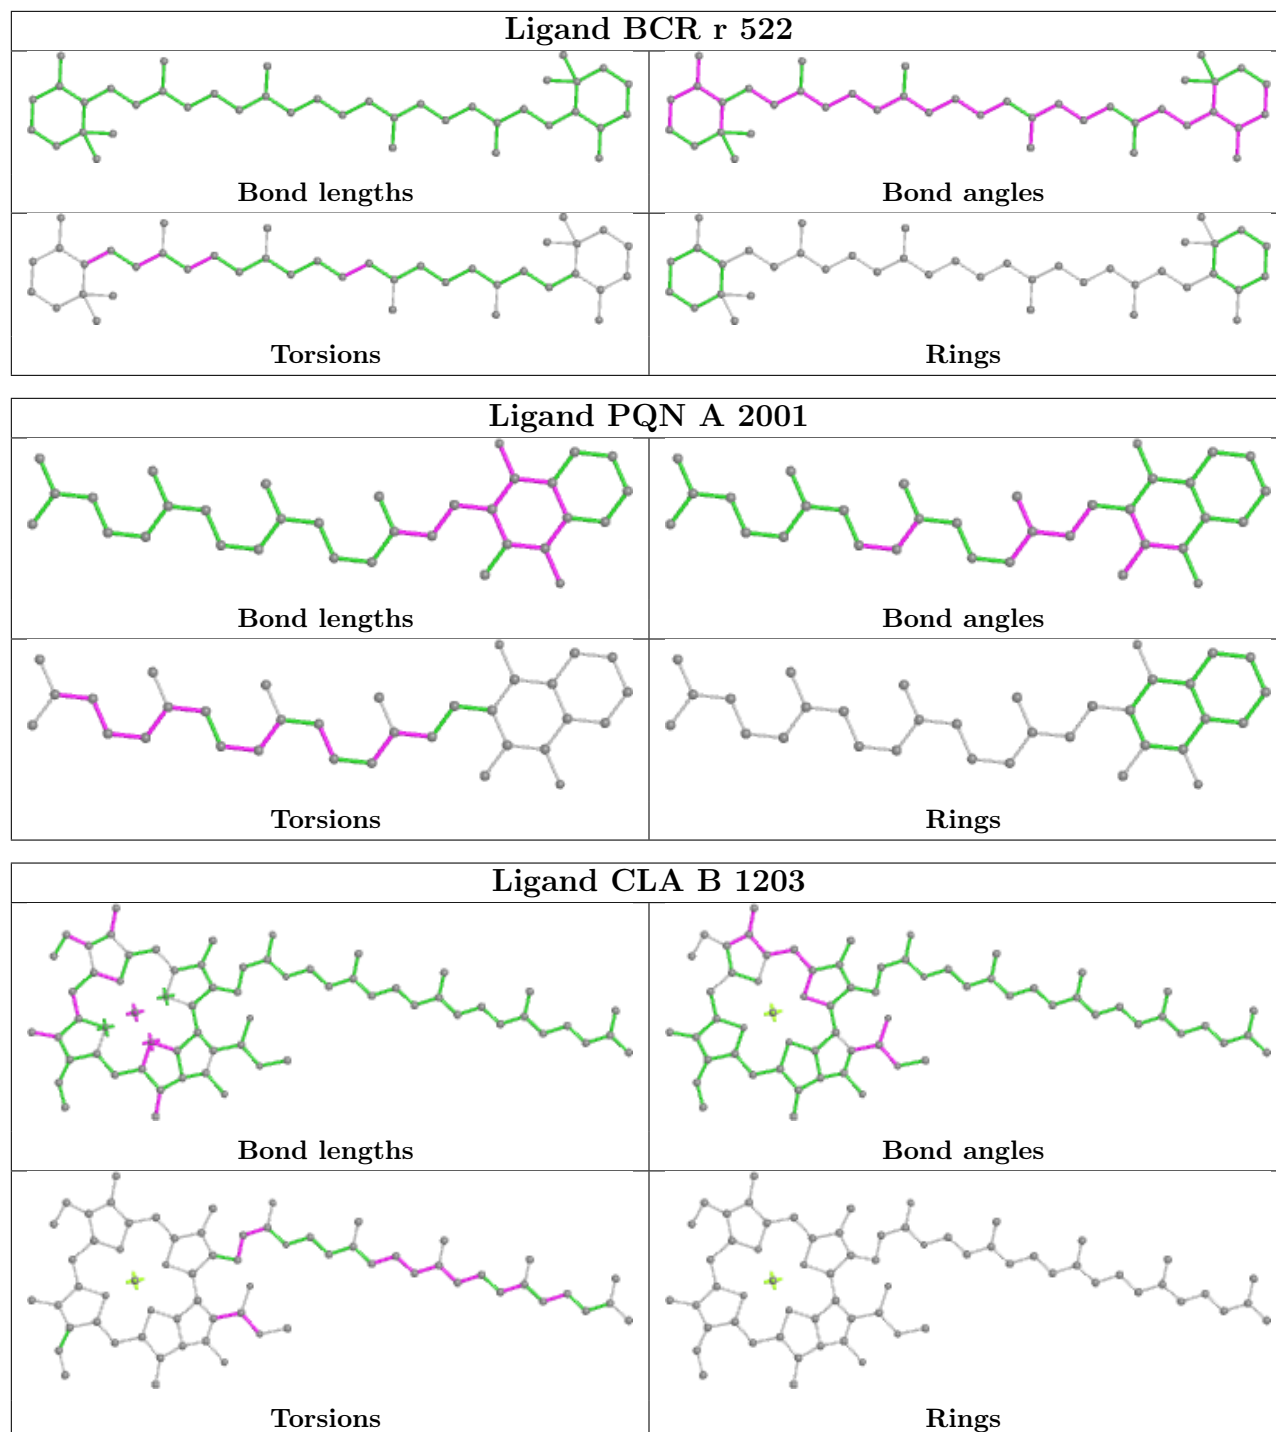 Ligand BCR r 522
Bond lengths
Bond angles
Torsions
Rings
Ligand PQN A 2001
Bond lengths
Bond angles
Torsions
Rings
Ligand CLA B 1203
Bond lengths
Bond angles
Torsions
Rings